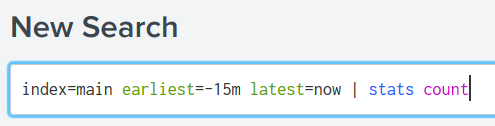 New Search
index=main earliest=-15m latest=now | stats count